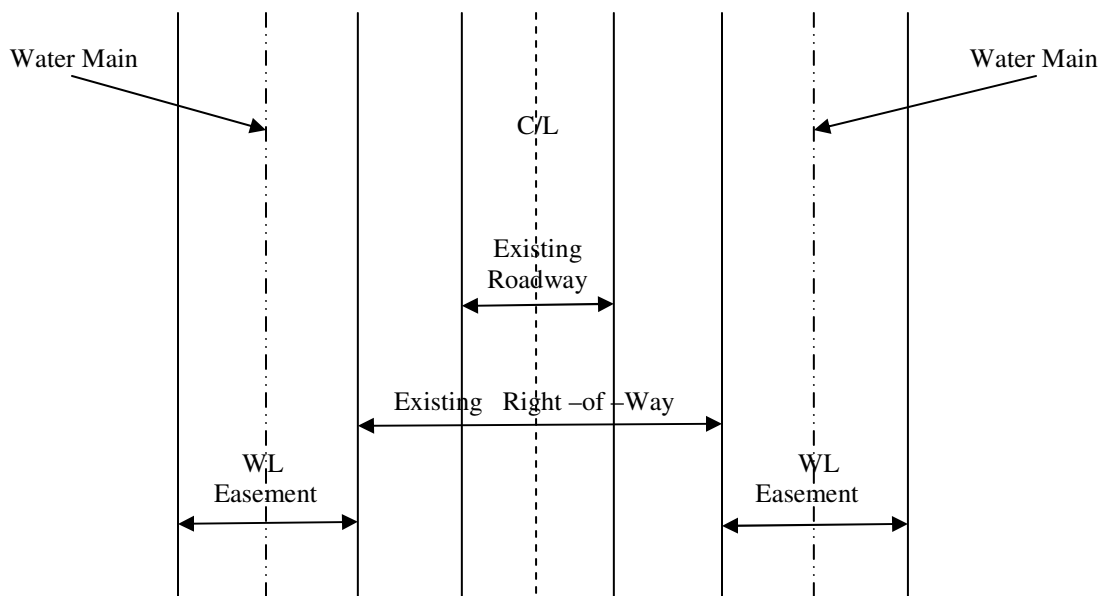 Water Main
Water Main
C/L
Existing
Roadway
Existing Right –of –Way
WL
Easement
WL
Easement